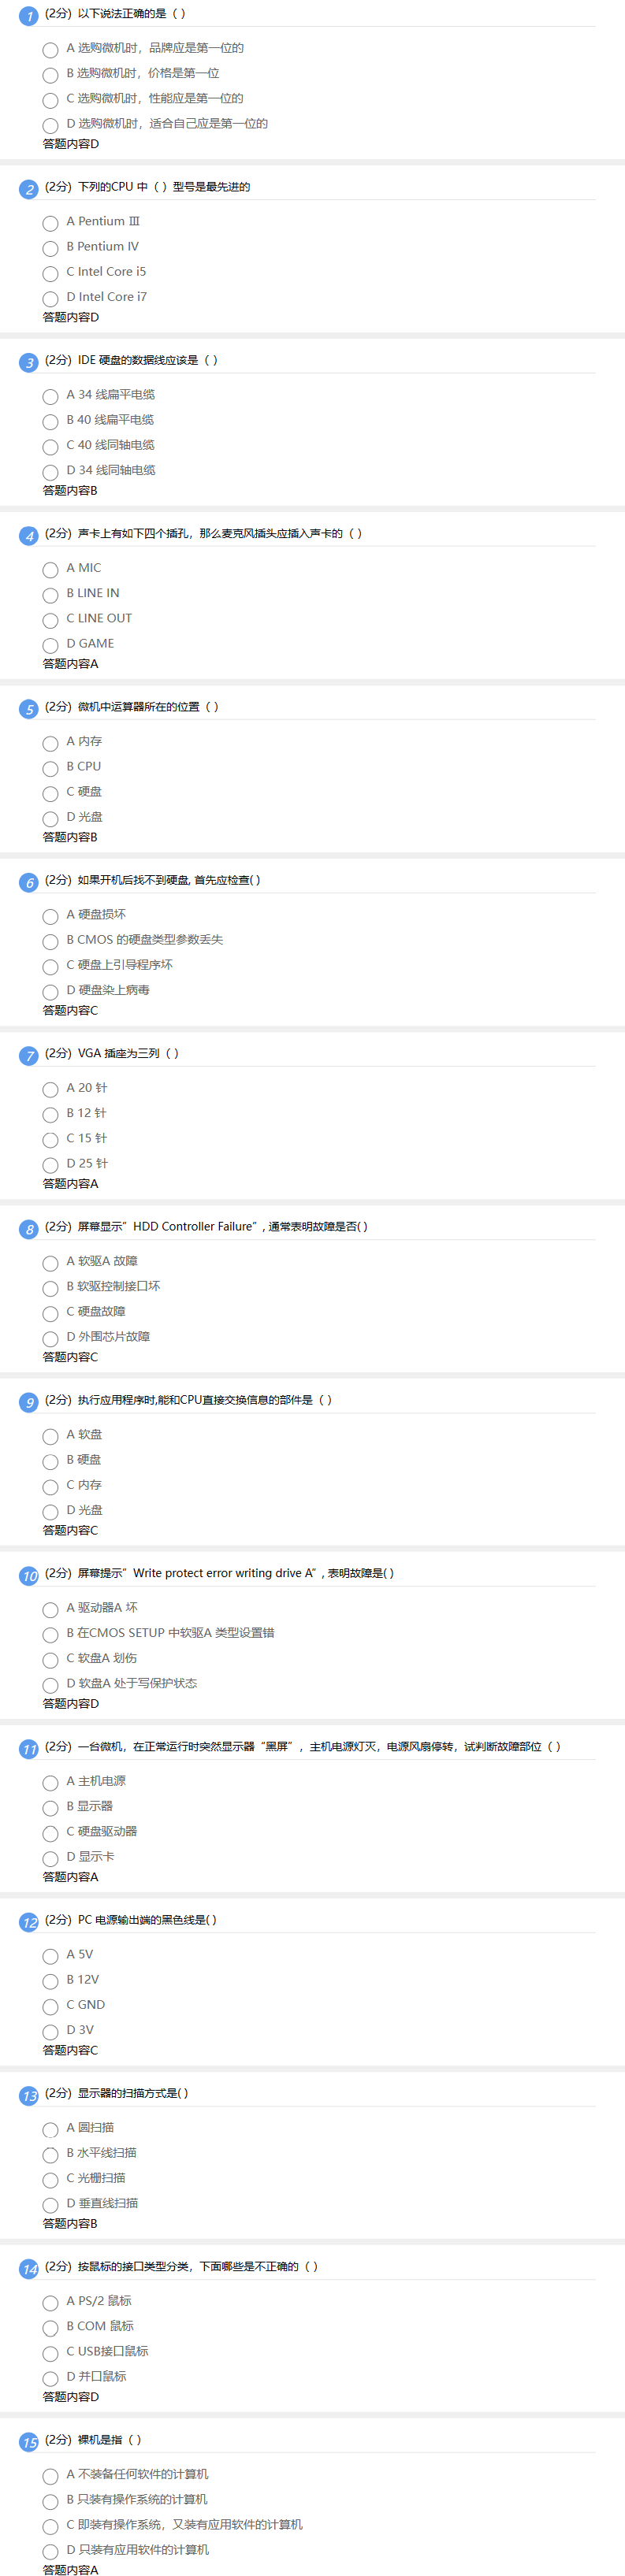 1 (2分) 以下说法正确的是（ ）
A 选购微机时，品牌应是第一位的
B 选购微机时，价格是第一位
C 选购微机时，性能应是第一位的
D 选购微机时，适合自己应是第一位的
答题内容D
2 (2分) 下列的CPU 中（ ）型号是最先进的
A Pentium Ⅲ
B Pentium IV
C Intel Core i5
D Intel Core i7
答题内容D
3 (2分) IDE 硬盘的数据线应该是（ ）
A 34 线扁平电缆
B 40 线扁平电缆
C 40 线同轴电缆
D 34 线同轴电缆
答题内容B
4 (2分) 声卡上有如下四个插孔，那么麦克风插头应插入声卡的（ ）
A MIC
B LINE IN
C LINE OUT
D GAME
答题内容A
5 (2分) 微机中运算器所在的位置（ ）
A 内存
B CPU
C 硬盘
D 光盘
答题内容B
6 (2分) 如果开机后找不到硬盘, 首先应检查( )
A 硬盘损坏
B CMOS 的硬盘类型参数丢失
C 硬盘上引导程序坏
D 硬盘染上病毒
答题内容C
7 (2分) VGA 插座为三列（ ）
A 20 针
B 12 针
C 15 针
D 25 针
答题内容A
8 (2分) 屏幕显示”HDD Controller Failure”, 通常表明故障是否( )
A 软驱A 故障
B 软驱控制接口坏
C 硬盘故障
D 外围芯片故障
答题内容C
9 (2分) 执行应用程序时,能和CPU直接交换信息的部件是（ ）
A 软盘
B 硬盘
C 内存
D 光盘
答题内容C
10 (2分) 屏幕提示”Write protect error writing drive A”, 表明故障是( )
A 驱动器A 坏
B 在CMOS SETUP 中软驱A 类型设置错
C 软盘A 划伤
D 软盘A 处于写保护状态
答题内容D
11 (2分) 一台微机，在正常运行时突然显示器“黑屏”，主机电源灯灭，电源风扇停转，试判断故障部位（ ）
A 主机电源
B 显示器
C 硬盘驱动器
D 显示卡
答题内容A
12 (2分) PC 电源输出端的黑色线是( )
A 5V
B 12V
C GND
D 3V
答题内容C
13 (2分) 显示器的扫描方式是( )
A 圆扫描
B 水平线扫描
C 光栅扫描
D 垂直线扫描
答题内容B
14 (2分) 按鼠标的接口类型分类，下面哪些是不正确的（ ）
A PS/2 鼠标
B COM 鼠标
C USB接口鼠标
D 并口鼠标
答题内容D
15 (2分) 裸机是指（ ）
A 不装备任何软件的计算机
B 只装有操作系统的计算机
C 即装有操作系统，又装有应用软件的计算机
D 只装有应用软件的计算机
答题内容A